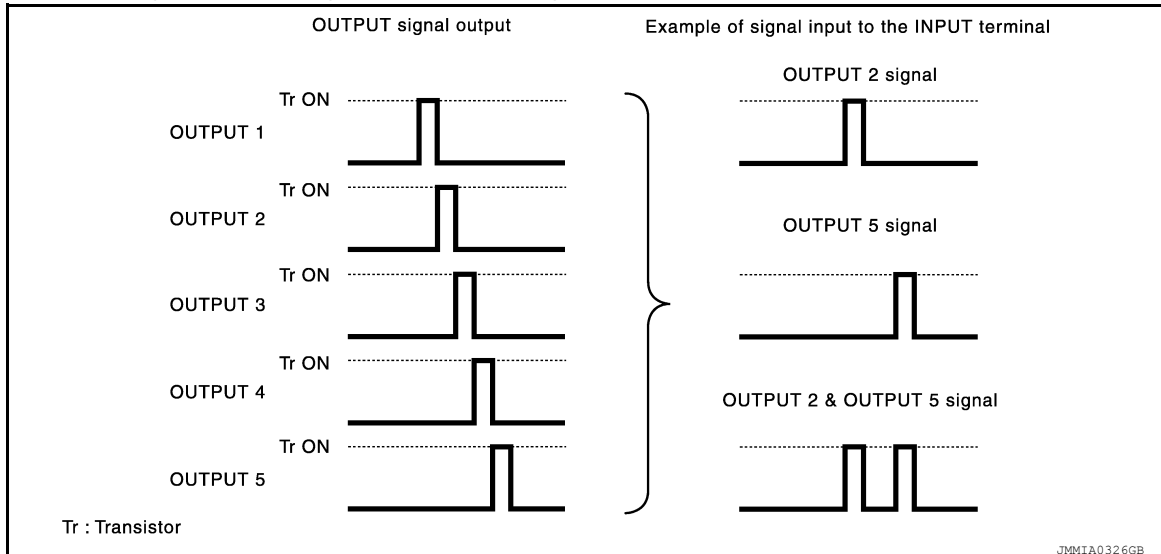 OUTPUT signal output
Example of signal input to the INPUT terminal
Tr ON
OUTPUT 1
Tr ON
OUTPUT 2
Tr ON
OUTPUT 3
Tr ON
OUTPUT 4
Tr ON
OUTPUT 5
OUTPUT 2 signal
OUTPUT 5 signal
OUTPUT 2 & OUTPUT 5 signal
Tr : Transistor
JMMIA0326GB